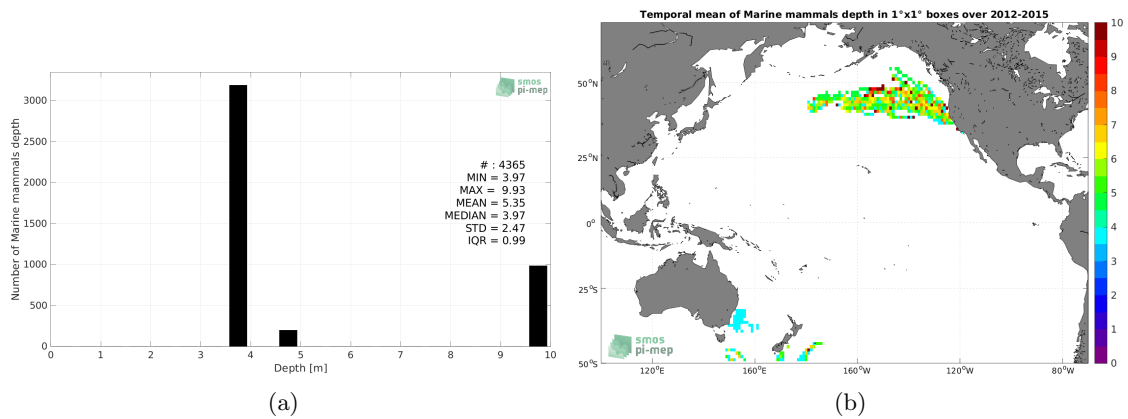 smos
pi-mep
3000
2500
2000
1500
1000
500
0
Number of Marine mammals depth
# : 4365
MIN = 3.97
MAX = 9.93
MEAN = 5.35
MEDIAN = 3.97
STD = 2.47
IQR = 0.99
0 1 2 3 4 5 6 7 8 9 10
Depth [m]
(a)
Temporal mean of Marine mammals depth in 1°x1° boxes over 2012-2015
50°N
25°N
0°
25°S
50°S
120°E 160°E 160°W 120°W 80°W
smos
pi-mep
10
9
8
7
6
5
4
3
2
1
0
(b)